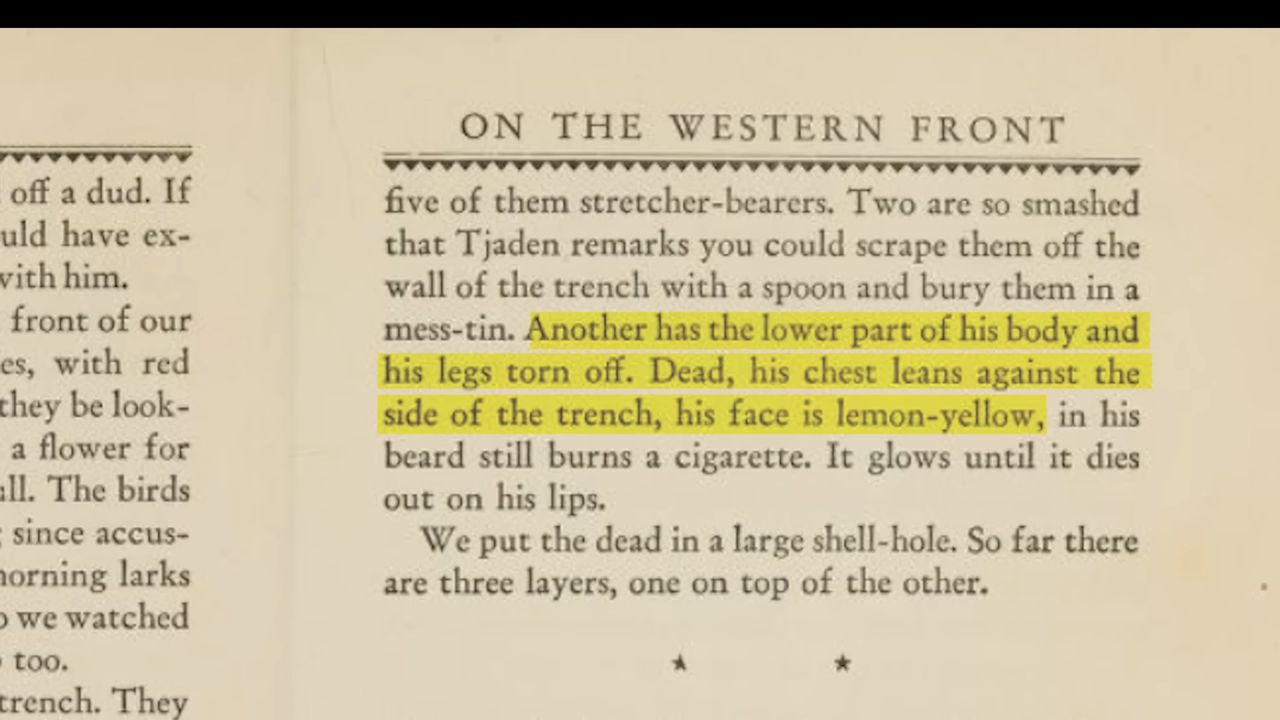 off a dud. If
have ex-
with him.
front of our
with red
they be look-
a flower for
The birds
since accus-
morning larks
we watched
too.
trench. They
ON THE WESTERN FRONT
five of them stretcher-bearers. Two are so smashed
that Tjaden remarks you could scrape them off the
wall of the trench with a spoon and bury them in a
mess-tin. Another has the lower part of his body and
his legs torn off. Dead, his chest leans against the
side of the trench, his face is lemon-yellow, in his
beard still burns a cigarette. It glows until it dies
out on his lips.
We put the dead in a large shell-hole. So far there
are three layers, one on top of the other.